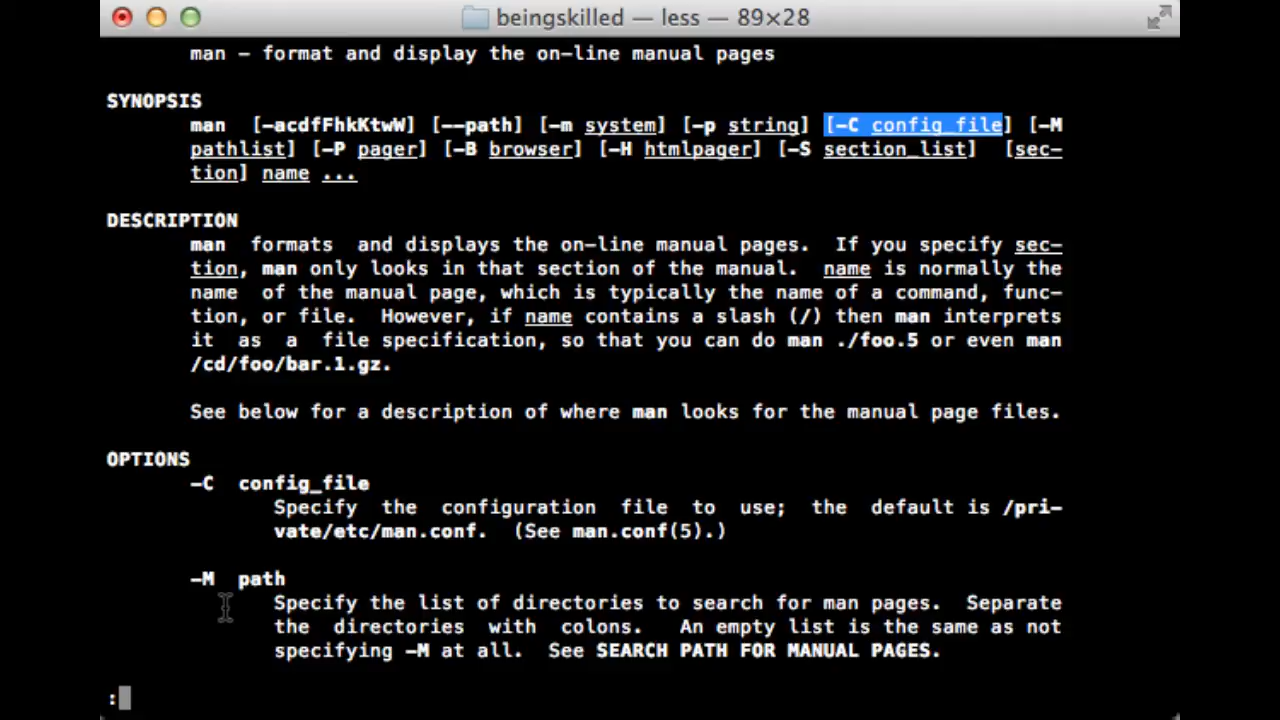 beingskilled — less — 89×28
man - format and display the on-line manual pages
SYNOPSIS
man [-acdfFhkKtwW] [--path] [-m system] [-p string] [-C config_file] [-M
pathlist] [-P pager] [-B browser] [-H htmlpager] [-S section_list] [sec-
tion] name ...
DESCRIPTION
man formats and displays the on-line manual pages. If you specify sec-
tion, man only looks in that section of the manual. name is normally the
name of the manual page, which is typically the name of a command, func-
tion, or file. However, if name contains a slash (/) then man interprets
it as a file specification, so that you can do man ./foo.5 or even man
/cd/foo/bar.1.gz.
See below for a description of where man looks for the manual page files.
OPTIONS
-C config_file
Specify the configuration file to use; the default is /pri-
vate/etc/man.conf. (See man.conf(5).)
-M path
Specify the list of directories to search for man pages. Separate
the directories with colons. An empty list is the same as not
specifying -M at all. See SEARCH PATH FOR MANUAL PAGES.
: